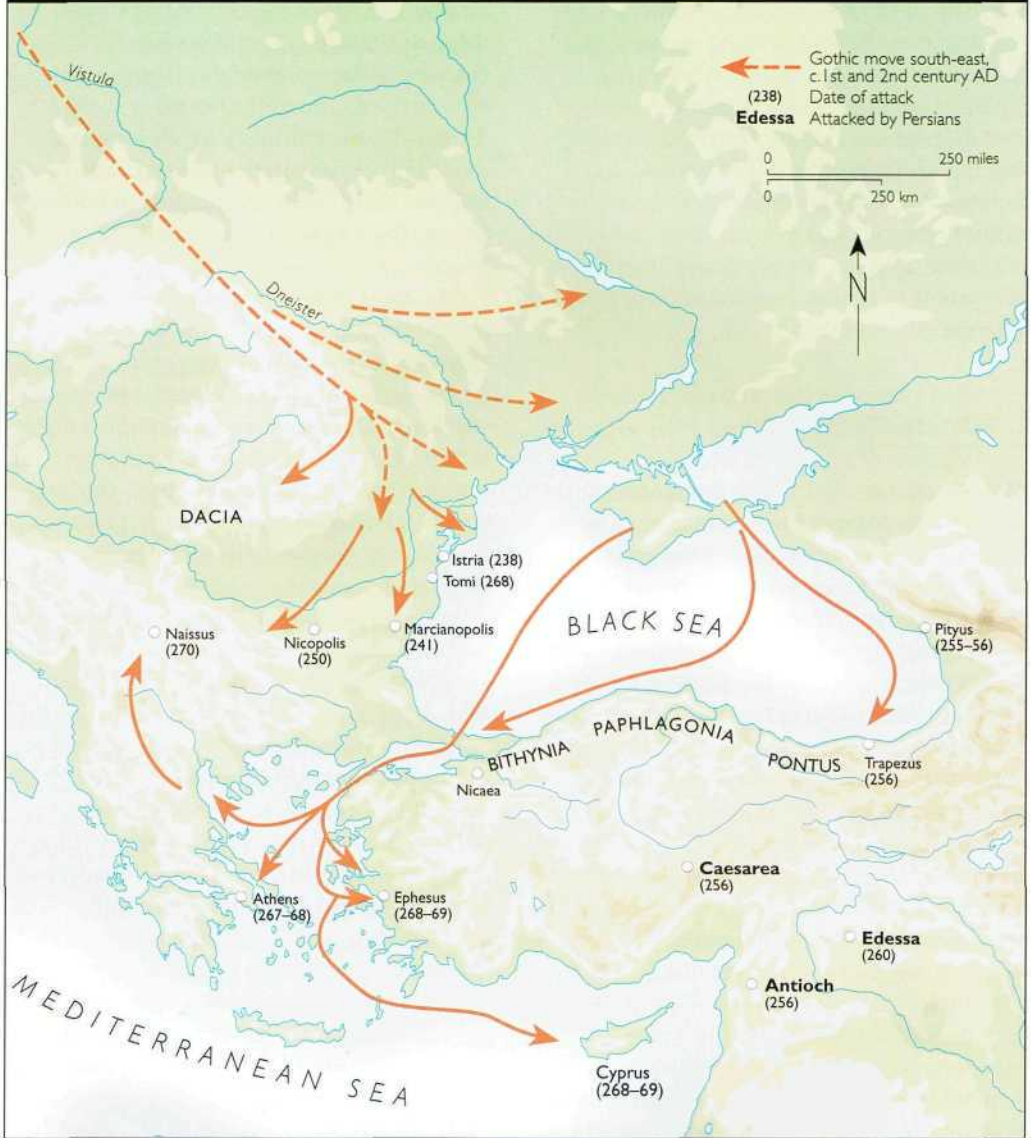 Vistula
Gothic move south-east,
c.1st and 2nd century AD
(238) Date of attack
Edessa Attacked by Persians
0 250 miles
0 250 km
N
Dneister
DACIA
Istria (238)
Tomi (268)
BLACK SEA
Naissus
(270)
Nicopolis
(250)
Marcianopolis
(241)
Pityus
(255–56)
BITHYNIA
PAPHLAGONIA
PONTUS
Trapezus
(256)
Nicaea
Caesarea
(256)
Athens
(267–68)
Ephesus
(268–69)
Edessa
(260)
Antioch
(256)
MEDITERRANEAN SEA
Cyprus
(268–69)